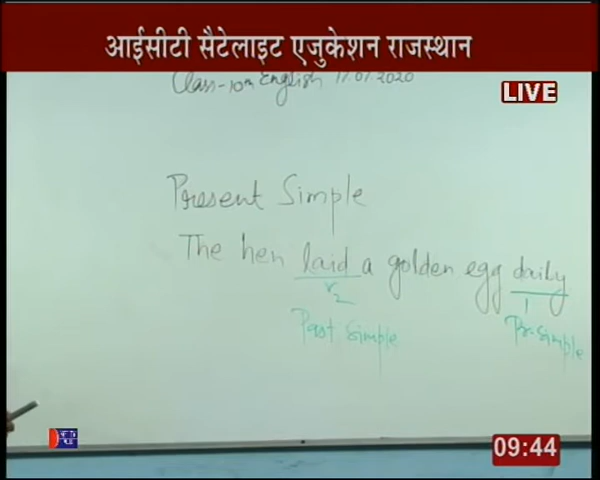 आईसीटी सैटेलाइट एजुकेशन राजस्थान
LIVE
Class-10th English 17/07/2020
Present Simple
The hen laid a golden egg daily
V2
Past Simple
Pr. Simple
09:44